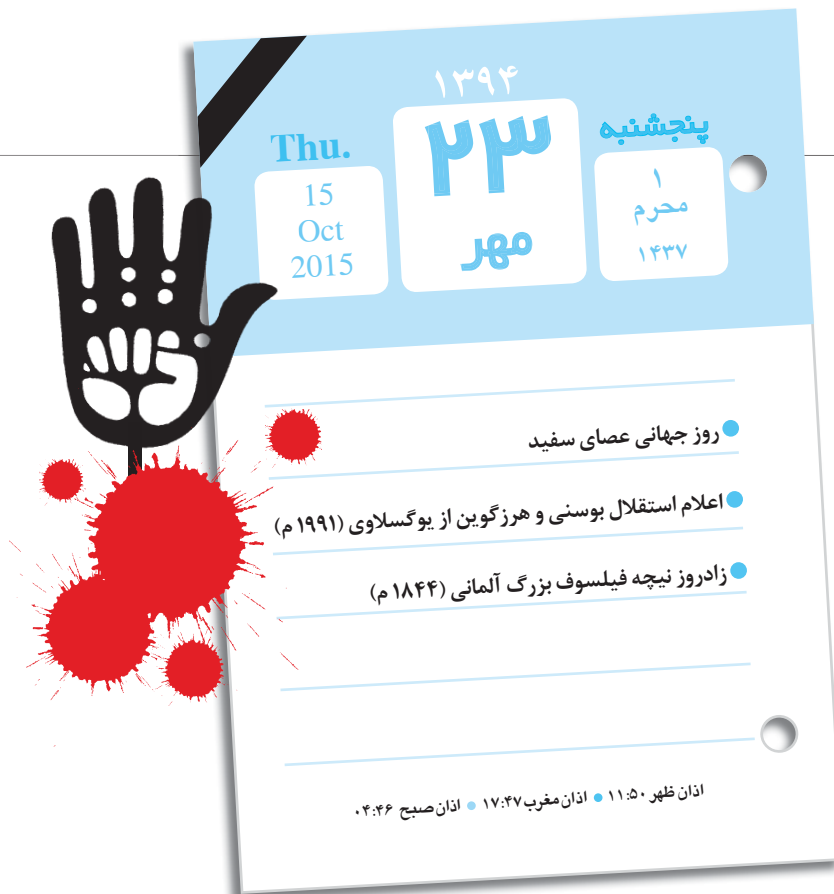 ۱۳۹۴
پنجشنبه
۱
محرم
۱۴۳۷
۲۳
مهر
Thu.
15
Oct
2015
روز جهانی عصای سفید
اعلام استقلال بوسنی و هرزگوین از یوگسلاوی (۱۹۹۱ م)
زادروز نیچه فیلسوف بزرگ آلمانی (۱۸۴۴ م)
اذان ظهر ۱۱:۵۰ • اذان مغرب ۱۷:۴۷ • اذان صبح ۰۴:۴۶